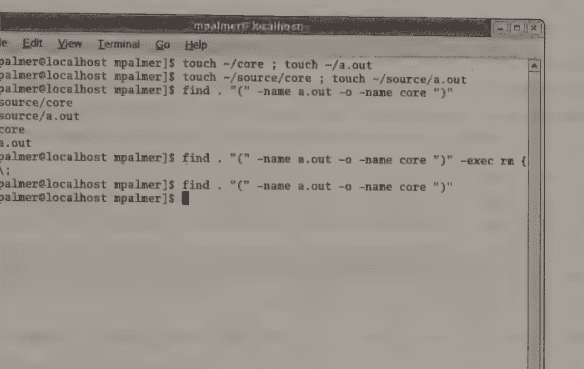 mpalmer@localhost:~
le Edit View Terminal Go Help
palmer@localhost mpalmer]$ touch ~/core ; touch ~/a.out
palmer@localhost mpalmer]$ touch ~/source/core ; touch ~/source/a.out
palmer@localhost mpalmer]$ find . "(" -name a.out -o -name core ")"
source/core
source/a.out
core
a.out
palmer@localhost mpalmer]$ find . "(" -name a.out -o -name core ")" -exec rm {
\;
palmer@localhost mpalmer]$ find . "(" -name a.out -o -name core ")"
palmer@localhost mpalmer]$